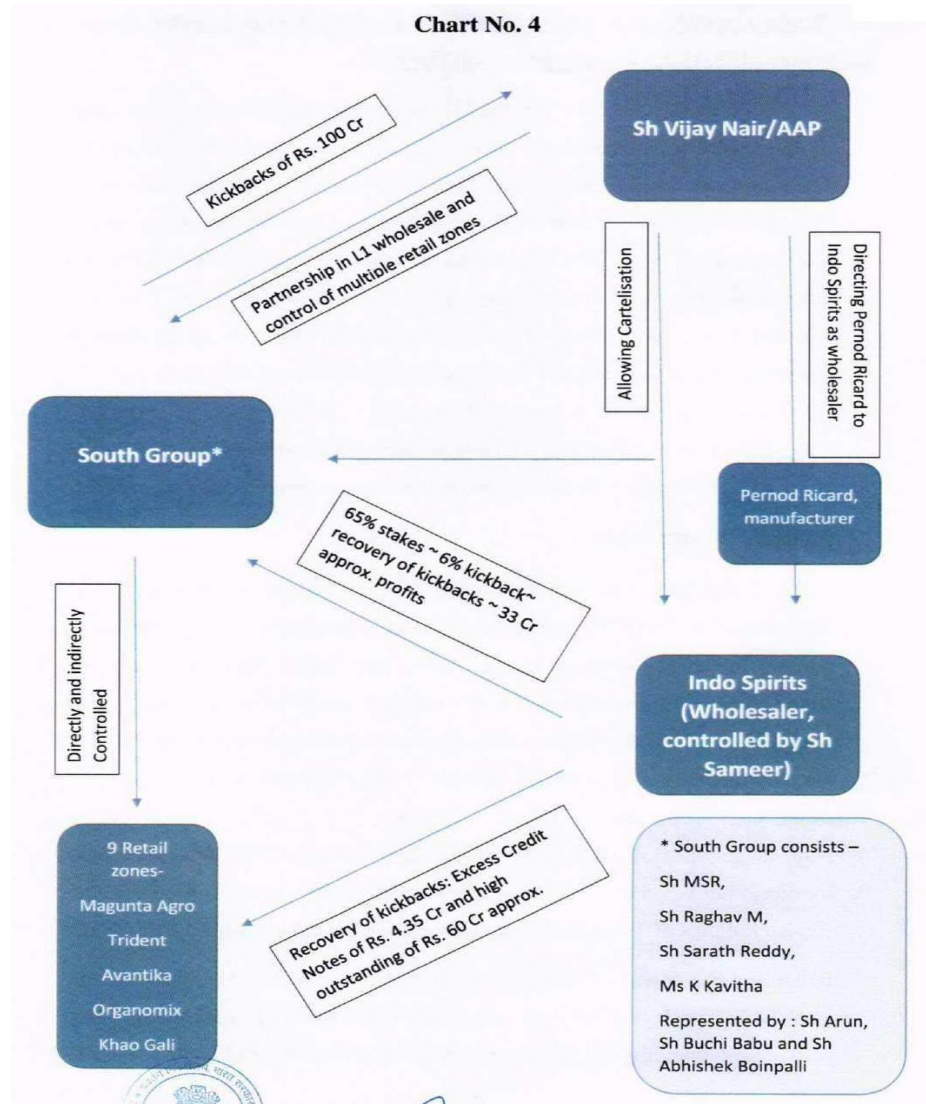 Chart No. 4
Sh Vijay Nair/AAP
Kickbacks of Rs. 100 Cr
Partnership in L1 wholesale and
control of multiple retail zones
Allowing Cartelisation
Directing Pernod Ricard to
Indo Spirits as wholesaler
South Group*
Pernod Ricard,
manufacturer
65% stakes ~ 6% kickback~
recovery of kickbacks ~ 33 Cr
approx. profits
Directly and indirectly
Controlled
Indo Spirits
(Wholesaler,
controlled by Sh
Sameer)
9 Retail
zones-
Magunta Agro
Trident
Avantika
Organomix
Khao Gali
Recovery of kickbacks: Excess Credit
Notes of Rs. 4.35 Cr and high
outstanding of Rs. 60 Cr approx.
* South Group consists –
Sh MSR,
Sh Raghav M,
Sh Sarath Reddy,
Ms K Kavitha
Represented by : Sh Arun,
Sh Buchi Babu and Sh
Abhishek Boinpalli